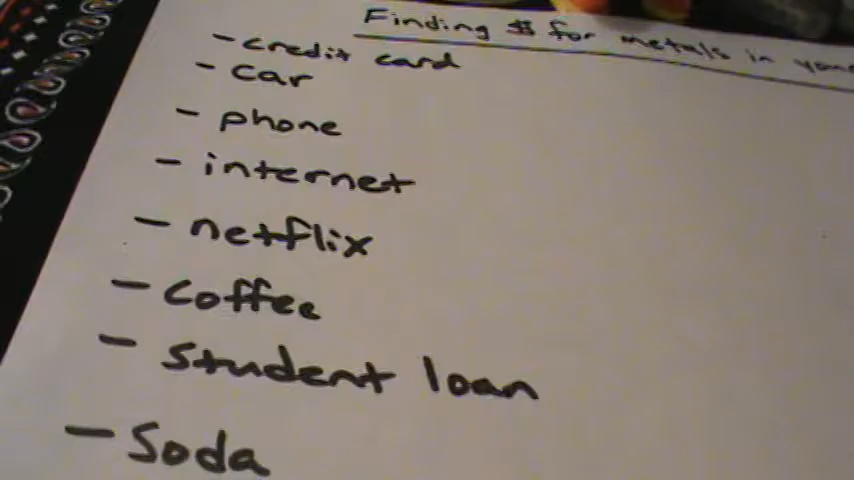 Finding $ for metals in your
- credit card
- car
- phone
- internet
- netflix
- coffee
- student loan
- Soda